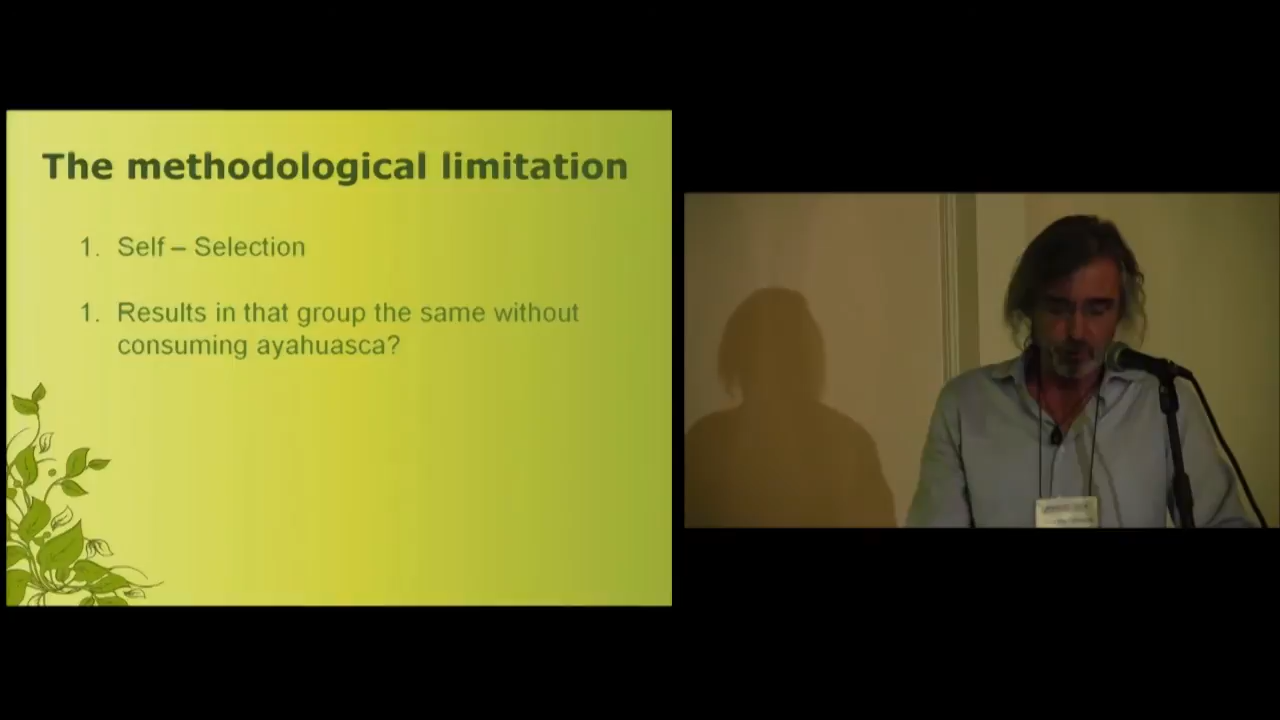 The methodological limitation
1. Self – Selection
1. Results in that group the same without
consuming ayahuasca?